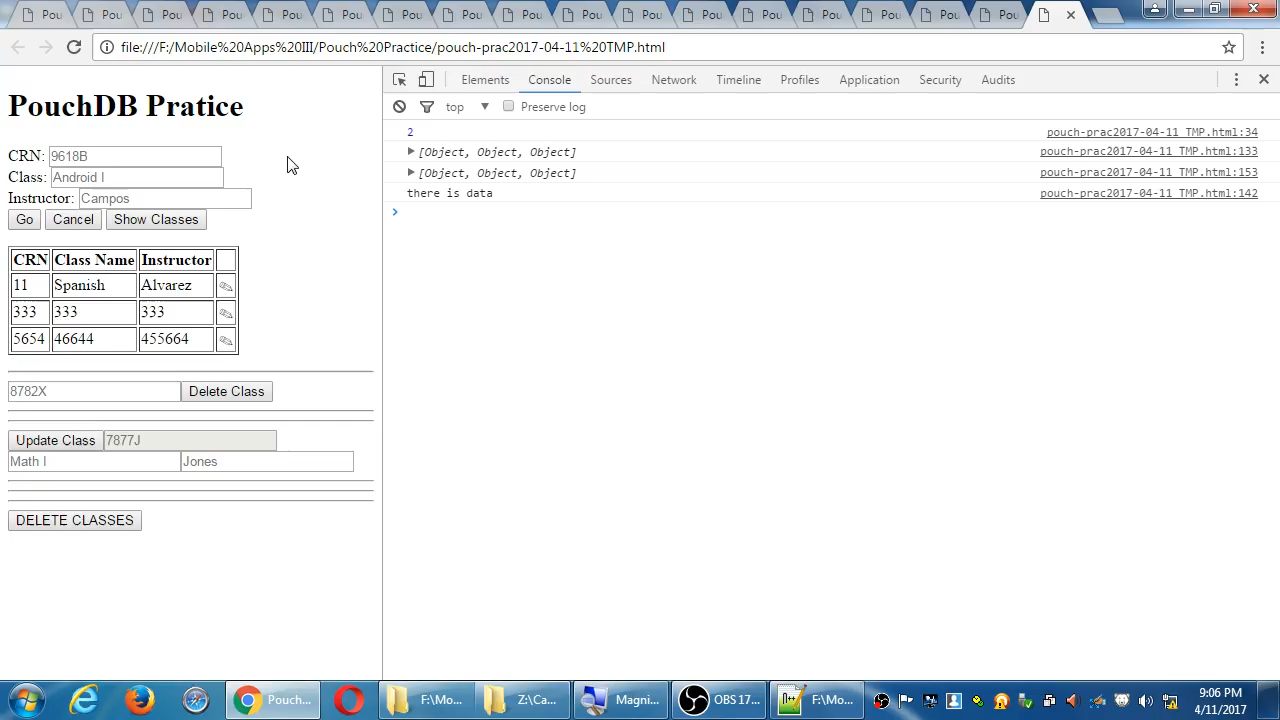 Pou Pou Pou Pou Pou Pou Pou Pou Pou Pou Pou Pou Pou Pou Pou Pou Pou
file:///F:/Mobile%20Apps%20III/Pouch%20Practice/pouch-prac2017-04-11%20TMP.html
Elements Console Sources Network Timeline Profiles Application Security Audits
top Preserve log
PouchDB Pratice
CRN: 9618B
Class: Android I
Instructor: Campos
Go Cancel Show Classes
CRN Class Name Instructor
11 Spanish Alvarez
333 333 333
5654 46644 455664
8782X Delete Class
Update Class 7877J
Math I Jones
DELETE CLASSES
2 pouch-prac2017-04-11 TMP.html:34
[Object, Object, Object] pouch-prac2017-04-11 TMP.html:133
[Object, Object, Object] pouch-prac2017-04-11 TMP.html:153
there is data pouch-prac2017-04-11 TMP.html:142
Pouch... F:\Mo... Z:\Ca... Magni... OBS 17... F:\Mo... 9:06 PM
4/11/2017